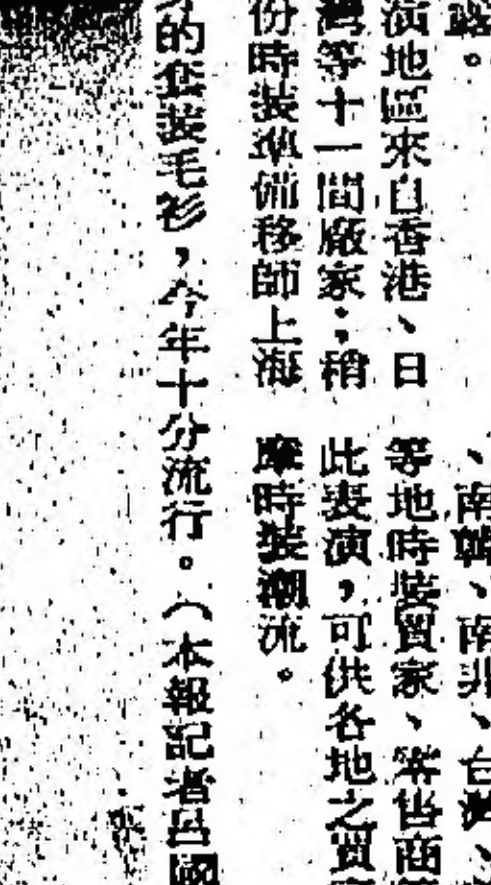 露。
演地區來自香港、日
灣等十一間廠家；稍
份時裝準備移師上海
、南韓、南非、台灣、
等地時裝買家、零售商
此表演，可供各地之買
摩時裝潮流。
的套裝毛衫，今年十分流行。（本報記者呂國